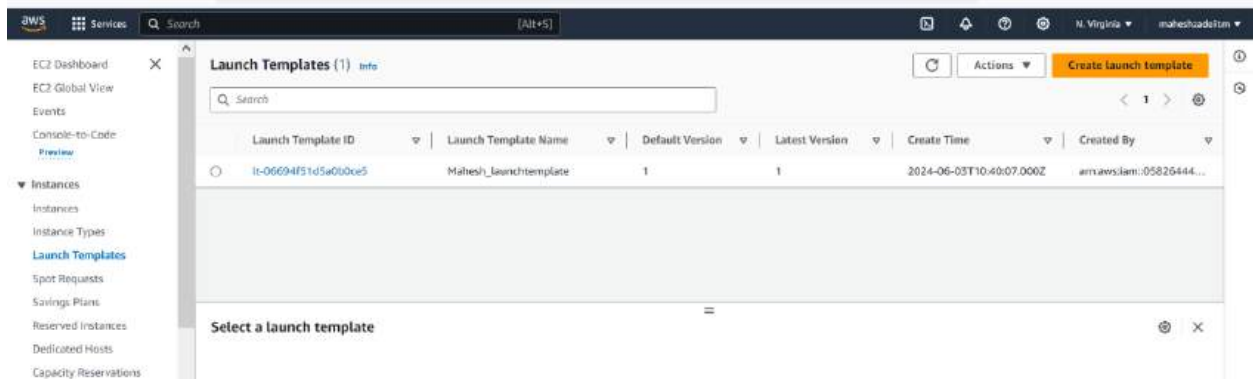 aws Services Search [Alt+S] N. Virginia
EC2 Dashboard
EC2 Global View
Events
Console-to-Code
Preview
Instances
Instances
Instance Types
Launch Templates
Spot Requests
Savings Plans
Reserved Instances
Dedicated Hosts
Capacity Reservations
Launch Templates (1) Info
Actions
Create launch template
Search
1
Launch Template ID Launch Template Name Default Version Latest Version Create Time Created By
lt-06694f51d5a0b0ce5 Mahesh_launchtemplate 1 1 2024-06-03T10:40:07.000Z arn:aws:iam::05826444...
Select a launch template